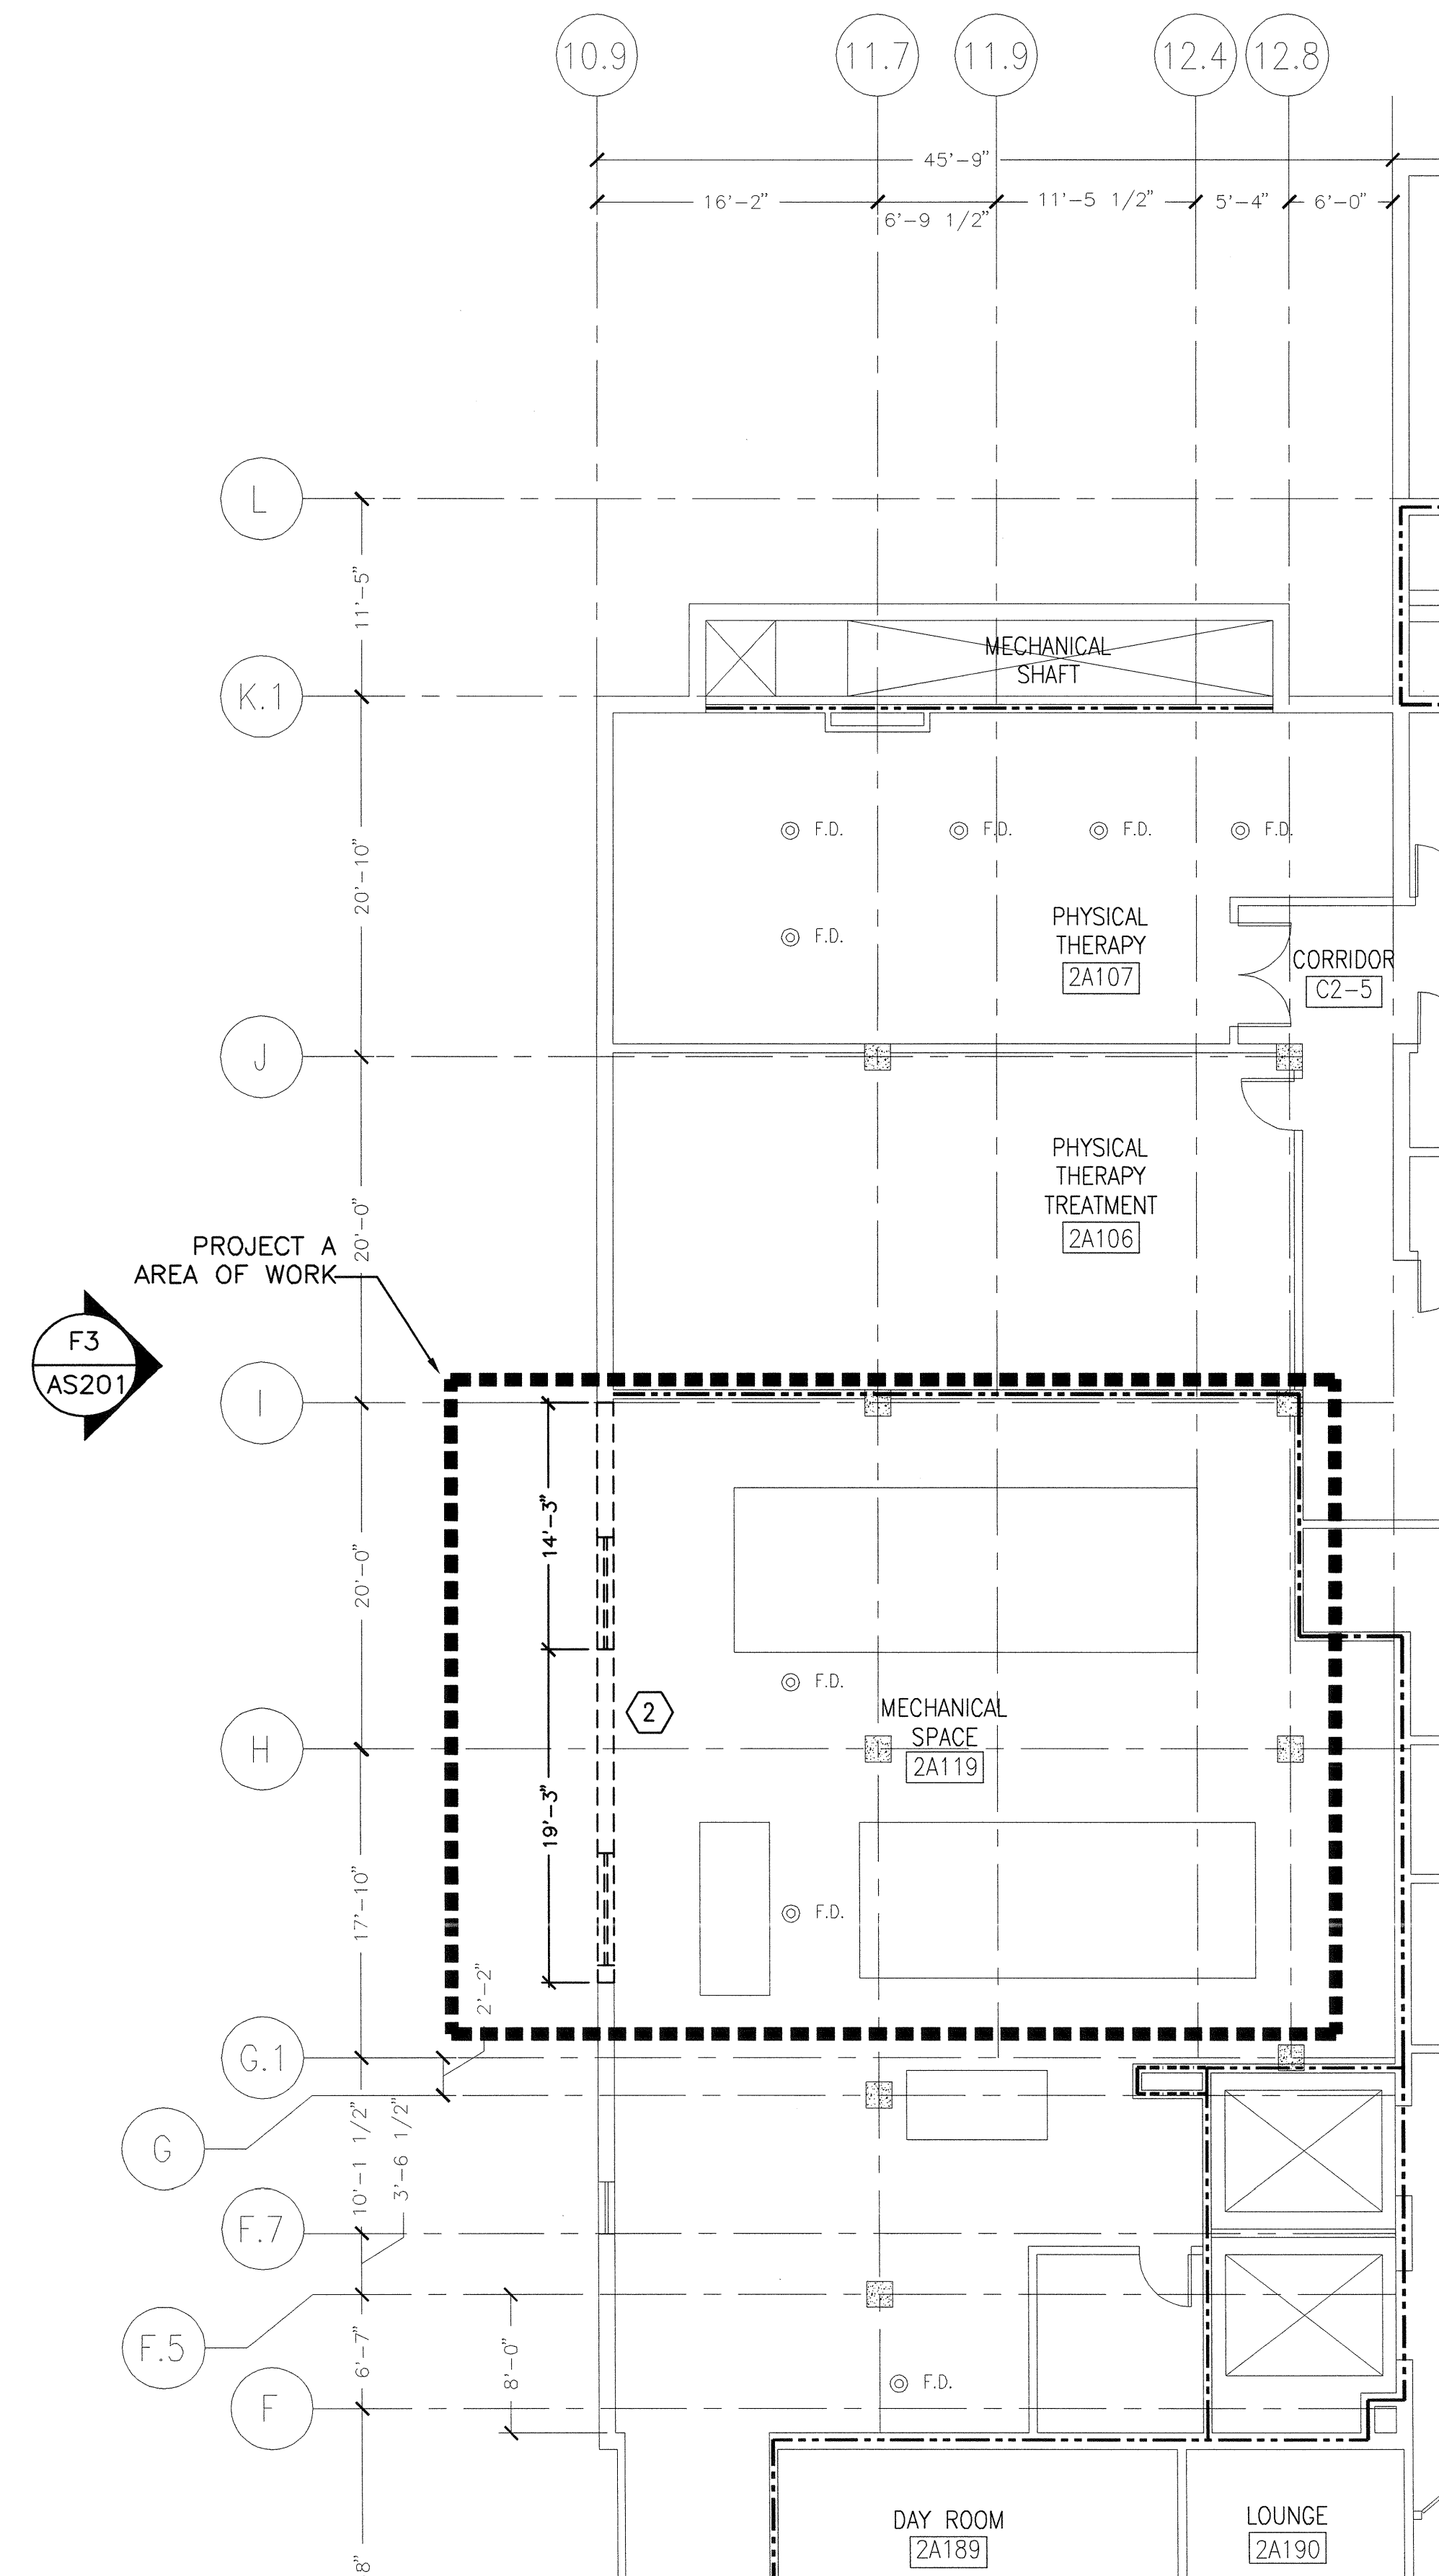 10.9
11.7
11.9
12.4
12.8
45'-9"
16'-2"
6'-9 1/2"
11'-5 1/2"
5'-4"
6'-0"
L
11'-5"
MECHANICAL
SHAFT
K.1
20'-10"
F.D.
F.D.
F.D.
F.D.
F.D.
PHYSICAL
THERAPY
2A107
CORRIDOR
C2-5
J
20'-0"
PHYSICAL
THERAPY
TREATMENT
2A106
PROJECT A
AREA OF WORK
F3
AS201
I
14'-3"
20'-0"
F.D.
2
MECHANICAL
SPACE
2A119
H
19'-3"
17'-10"
F.D.
2'-2"
G.1
G
10'-1 1/2"
3'-6 1/2"
F.7
F.5
6'-7"
8'-0"
F.D.
F
DAY ROOM
2A189
LOUNGE
2A190
8"